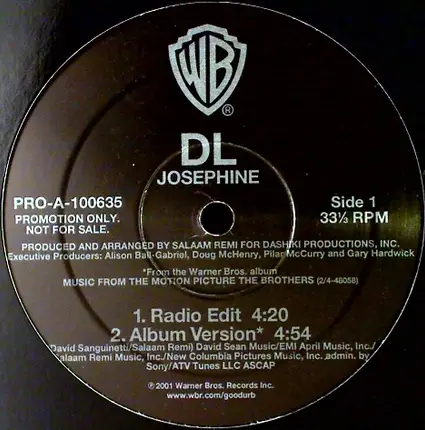 WB
®
DL
JOSEPHINE
PRO-A-100635
PROMOTION ONLY.
NOT FOR SALE.
Side 1
33⅓ RPM
PRODUCED AND ARRANGED BY SALAAM REMI FOR DASHIKI PRODUCTIONS, INC.
Executive Producers: Alison Ball-Gabriel, Doug McHenry, Pilar McCurry and Gary Hardwick
*From the Warner Bros. album
MUSIC FROM THE MOTION PICTURE THE BROTHERS (2/4-48058)
1. Radio Edit 4:20
2. Album Version* 4:54
(David Sanguinetti/Salaam Remi) David Sean Music/EMI April Music, Inc./
Salaam Remi Music, Inc./New Columbia Pictures Music, Inc. admin. by
Sony/ATV Tunes LLC ASCAP
℗ 2001 Warner Bros. Records Inc.
www.wbr.com/goodurb